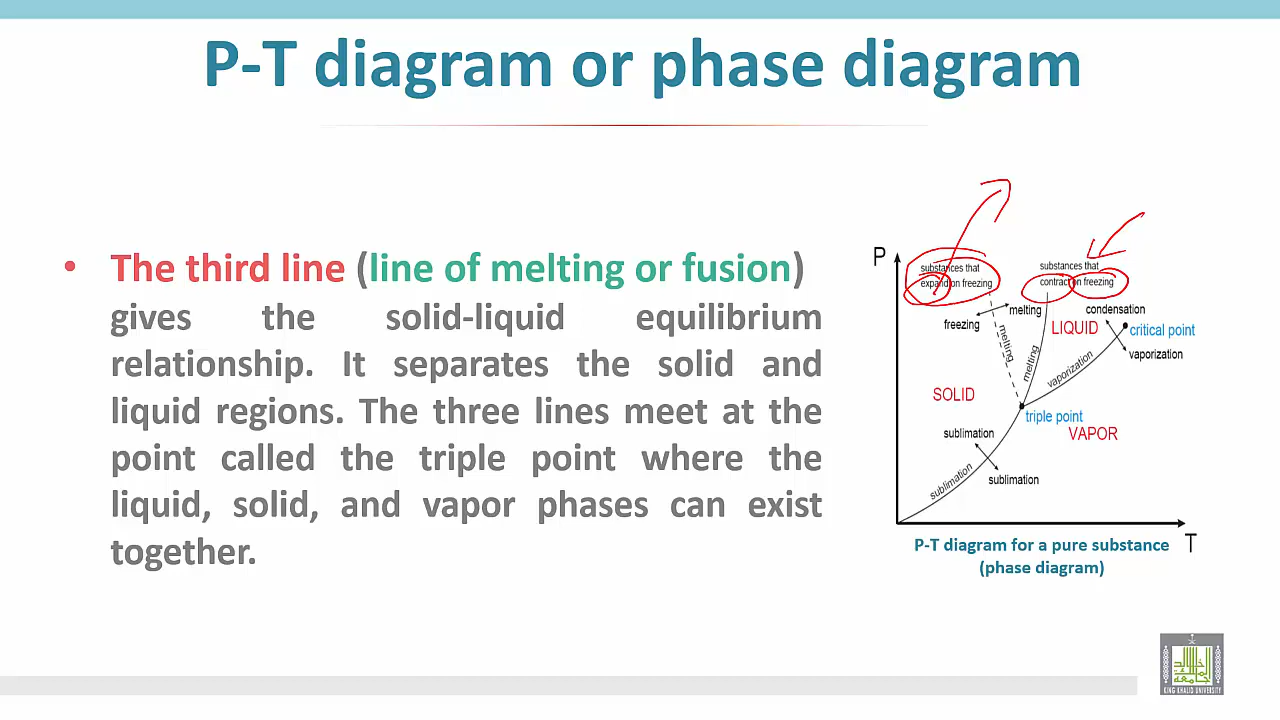 P-T diagram or phase diagram
• The third line (line of melting or fusion)
gives the solid-liquid equilibrium
relationship. It separates the solid and
liquid regions. The three lines meet at the
point called the triple point where the
liquid, solid, and vapor phases can exist
together.
P
substances that
expand on freezing
substances that
contract on freezing
melting
freezing
condensation
LIQUID
critical point
vaporization
melting
melting
vaporization
SOLID
triple point
VAPOR
sublimation
sublimation
sublimation
T
P-T diagram for a pure substance
(phase diagram)
KING KHALID UNIVERSITY